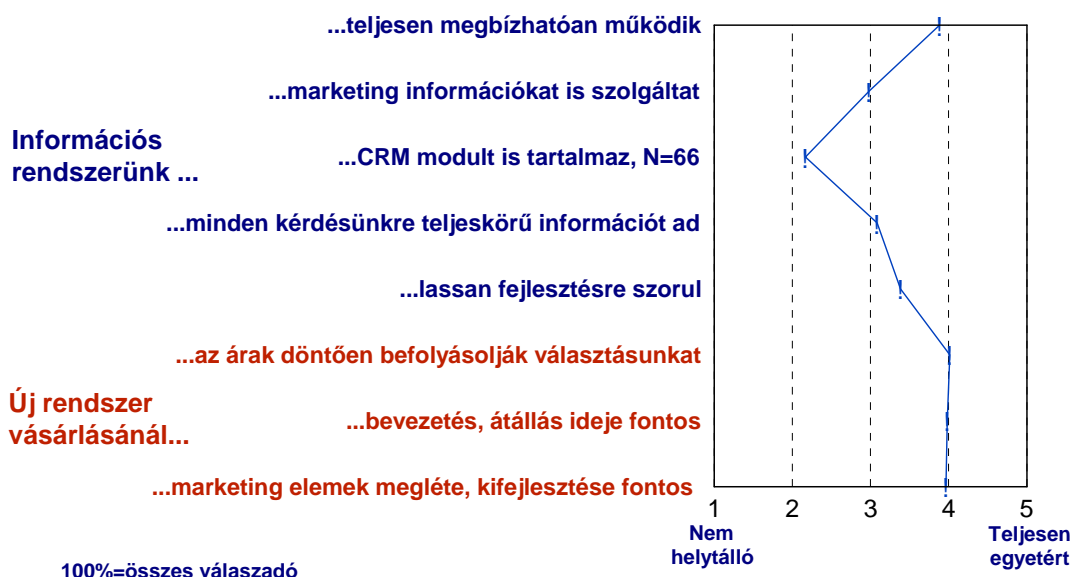 ...teljesen megbízhatóan működik
...marketing információkat is szolgáltat
Információs
rendszerünk ...
...CRM modult is tartalmaz, N=66
...minden kérdésünkre teljeskörű információt ad
...lassan fejlesztésre szorul
...az árak döntően befolyásolják választásunkat
Új rendszer
vásárlásánál...
...bevezetés, átállás ideje fontos
...marketing elemek megléte, kifejlesztése fontos
1 2 3 4 5
Nem
helytálló
Teljesen
egyetért
100%=összes válaszadó